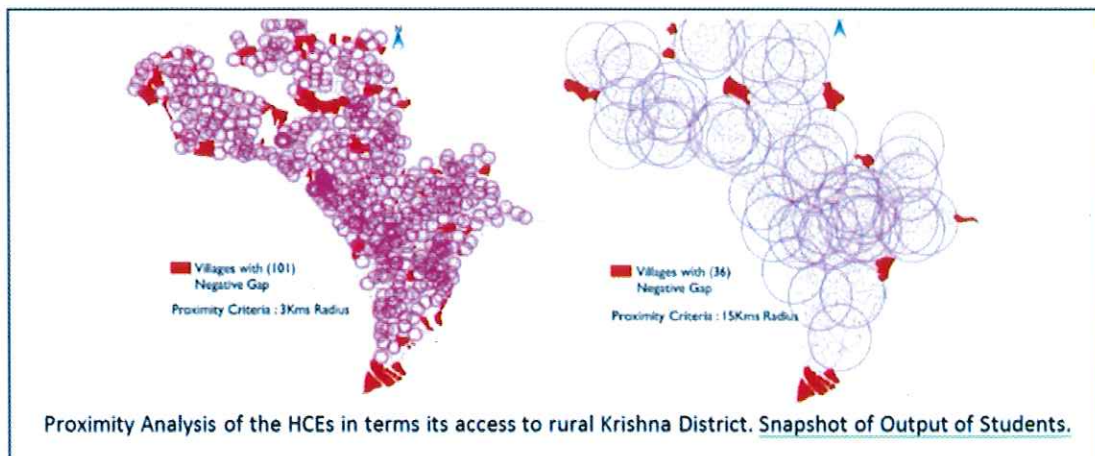 Villages with (101)
Negative Gap
Proximity Criteria : 3Kms Radius
Villages with (36)
Negative Gap
Proximity Criteria : 15Kms Radius
Proximity Analysis of the HCEs in terms its access to rural Krishna District. Snapshot of Output of Students.